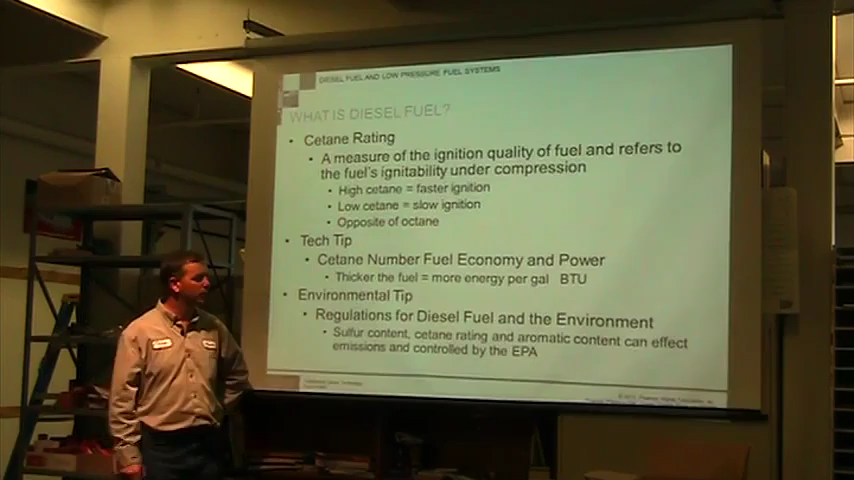 DIESEL FUEL AND LOW PRESSURE FUEL SYSTEMS
WHAT IS DIESEL FUEL?
• Cetane Rating
• A measure of the ignition quality of fuel and refers to
the fuel's ignitability under compression
• High cetane = faster ignition
• Low cetane = slow ignition
• Opposite of octane
• Tech Tip
• Cetane Number Fuel Economy and Power
• Thicker the fuel = more energy per gal BTU
• Environmental Tip
• Regulations for Diesel Fuel and the Environment
• Sulfur content, cetane rating and aromatic content can effect
emissions and controlled by the EPA